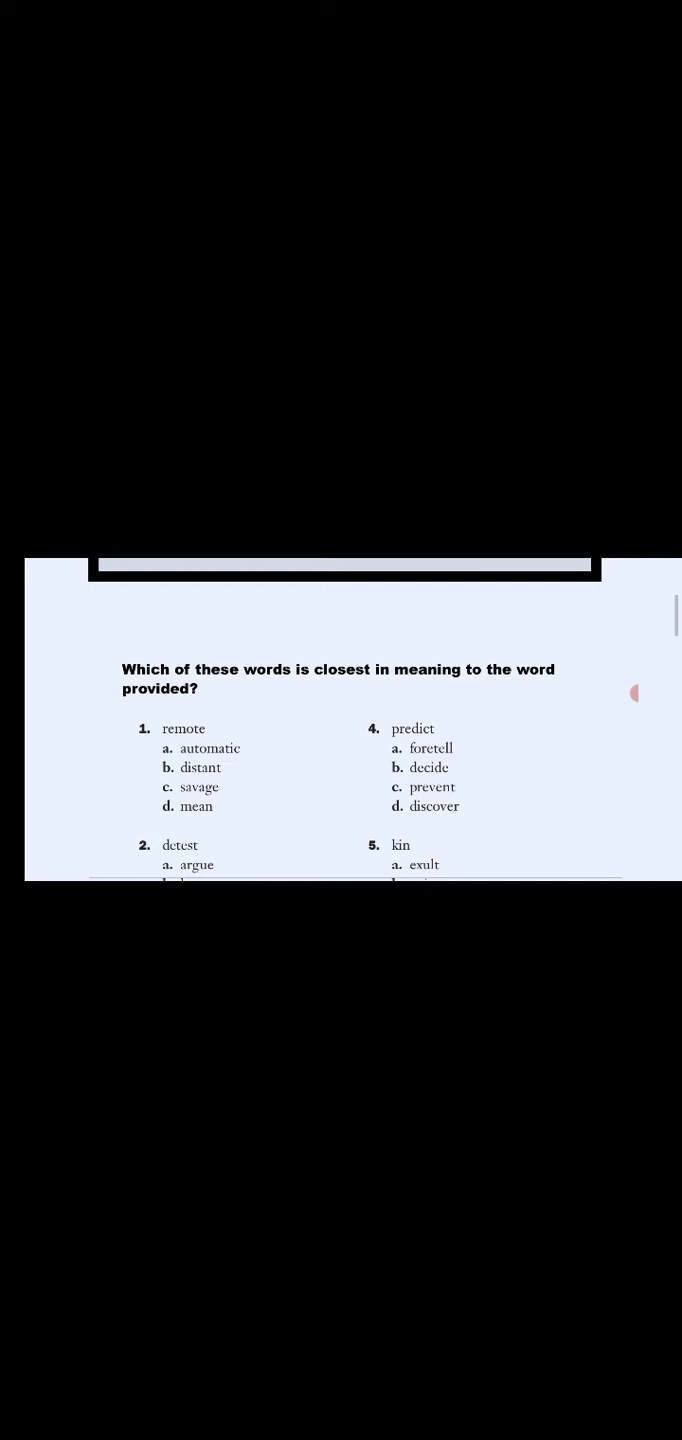 Which of these words is closest in meaning to the word
provided?
1. remote
a. automatic
b. distant
c. savage
d. mean
2. detest
a. argue
4. predict
a. foretell
b. decide
c. prevent
d. discover
5. kin
a. exult